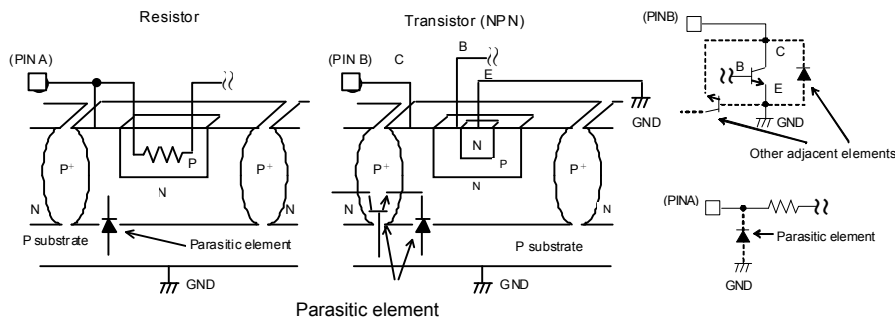 Resistor
(PIN A)
P+
N
P
P+
N
N
P substrate
Parasitic element
GND
Transistor (NPN)
(PIN B)
C
B
E
GND
P+
N
P
P+
N
N
N
P substrate
GND
Parasitic element
(PINB)
C
B
E
GND
Other adjacent elements
(PINA)
Parasitic element
GND